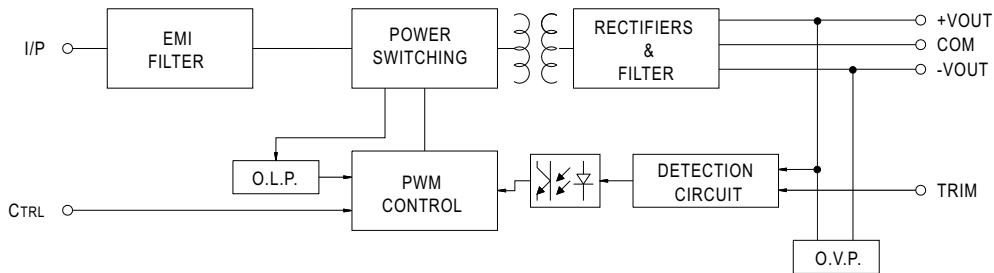 I/P
EMI
FILTER
POWER
SWITCHING
RECTIFIERS
&
FILTER
+VOUT
COM
-VOUT
O.L.P.
PWM
CONTROL
DETECTION
CIRCUIT
TRIM
CTRL
O.V.P.